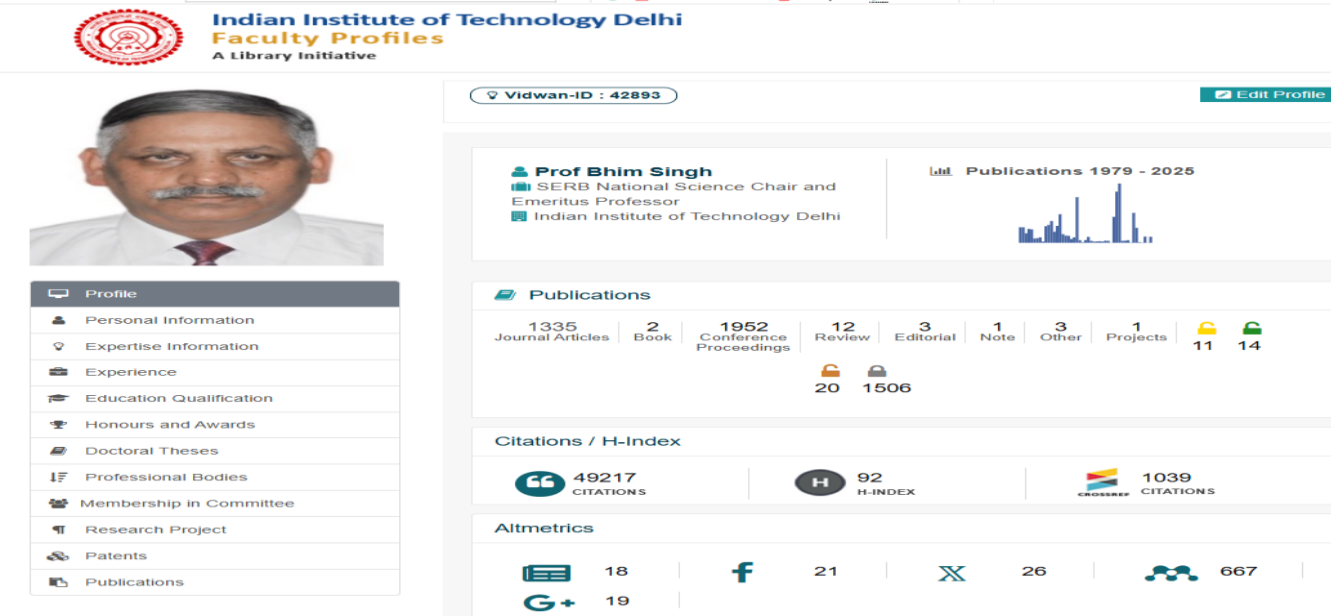 Indian Institute of Technology Delhi
Faculty Profiles
A Library Initiative
Vidwan-ID : 42893
Edit Profile
Profile
Personal Information
Expertise Information
Experience
Education Qualification
Honours and Awards
Doctoral Theses
Professional Bodies
Membership in Committee
Research Project
Patents
Publications
Prof Bhim Singh
SERB National Science Chair and
Emeritus Professor
Indian Institute of Technology Delhi
Publications 1979 - 2025
Publications
1335
Journal Articles
2
Book
1952
Conference
Proceedings
12
Review
3
Editorial
1
Note
3
Other
1
Projects
11
14
20
1506
Citations / H-Index
49217
CITATIONS
H
92
H-INDEX
CROSSREF
1039
CITATIONS
Altmetrics
18
f
21
X
26
667
G+
19